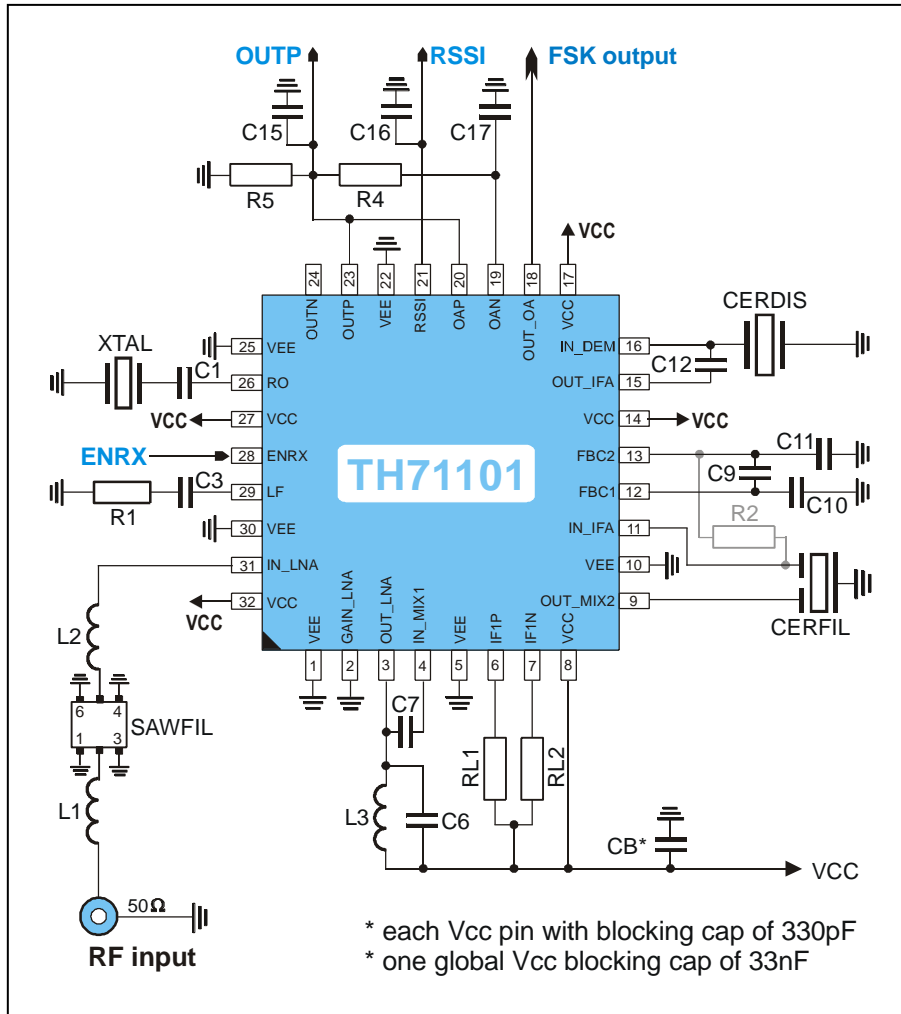 OUTP RSSI FSK output
C15 C16 C17
R5 R4
VCC
24 23 22 21 20 19 18 17
OUTN OUTP VEE RSSI OAP OAN OUT_OA VCC
CERDIS
XTAL
25 VEE IN_DEM 16
C1 C12
26 RO OUT_IFA 15
VCC 27 VCC VCC 14 VCC
C11
ENRX 28 ENRX FBC2 13
TH71101
C3 C9
29 LF FBC1 12
R1 C10
R2
30 VEE IN_IFA 11
31 IN_LNA VEE 10
32 VCC OUT_MIX2 9
VCC
CERFIL
VEE GAIN_LNA OUT_LNA IN_MIX1 VEE IF1P IF1N VCC
1 2 3 4 5 6 7 8
L2
6 4
SAWFIL
1 3
C7
RL1 RL2
L1
L3 C6
CB*
VCC
50Ω
RF input
* each Vcc pin with blocking cap of 330pF
* one global Vcc blocking cap of 33nF